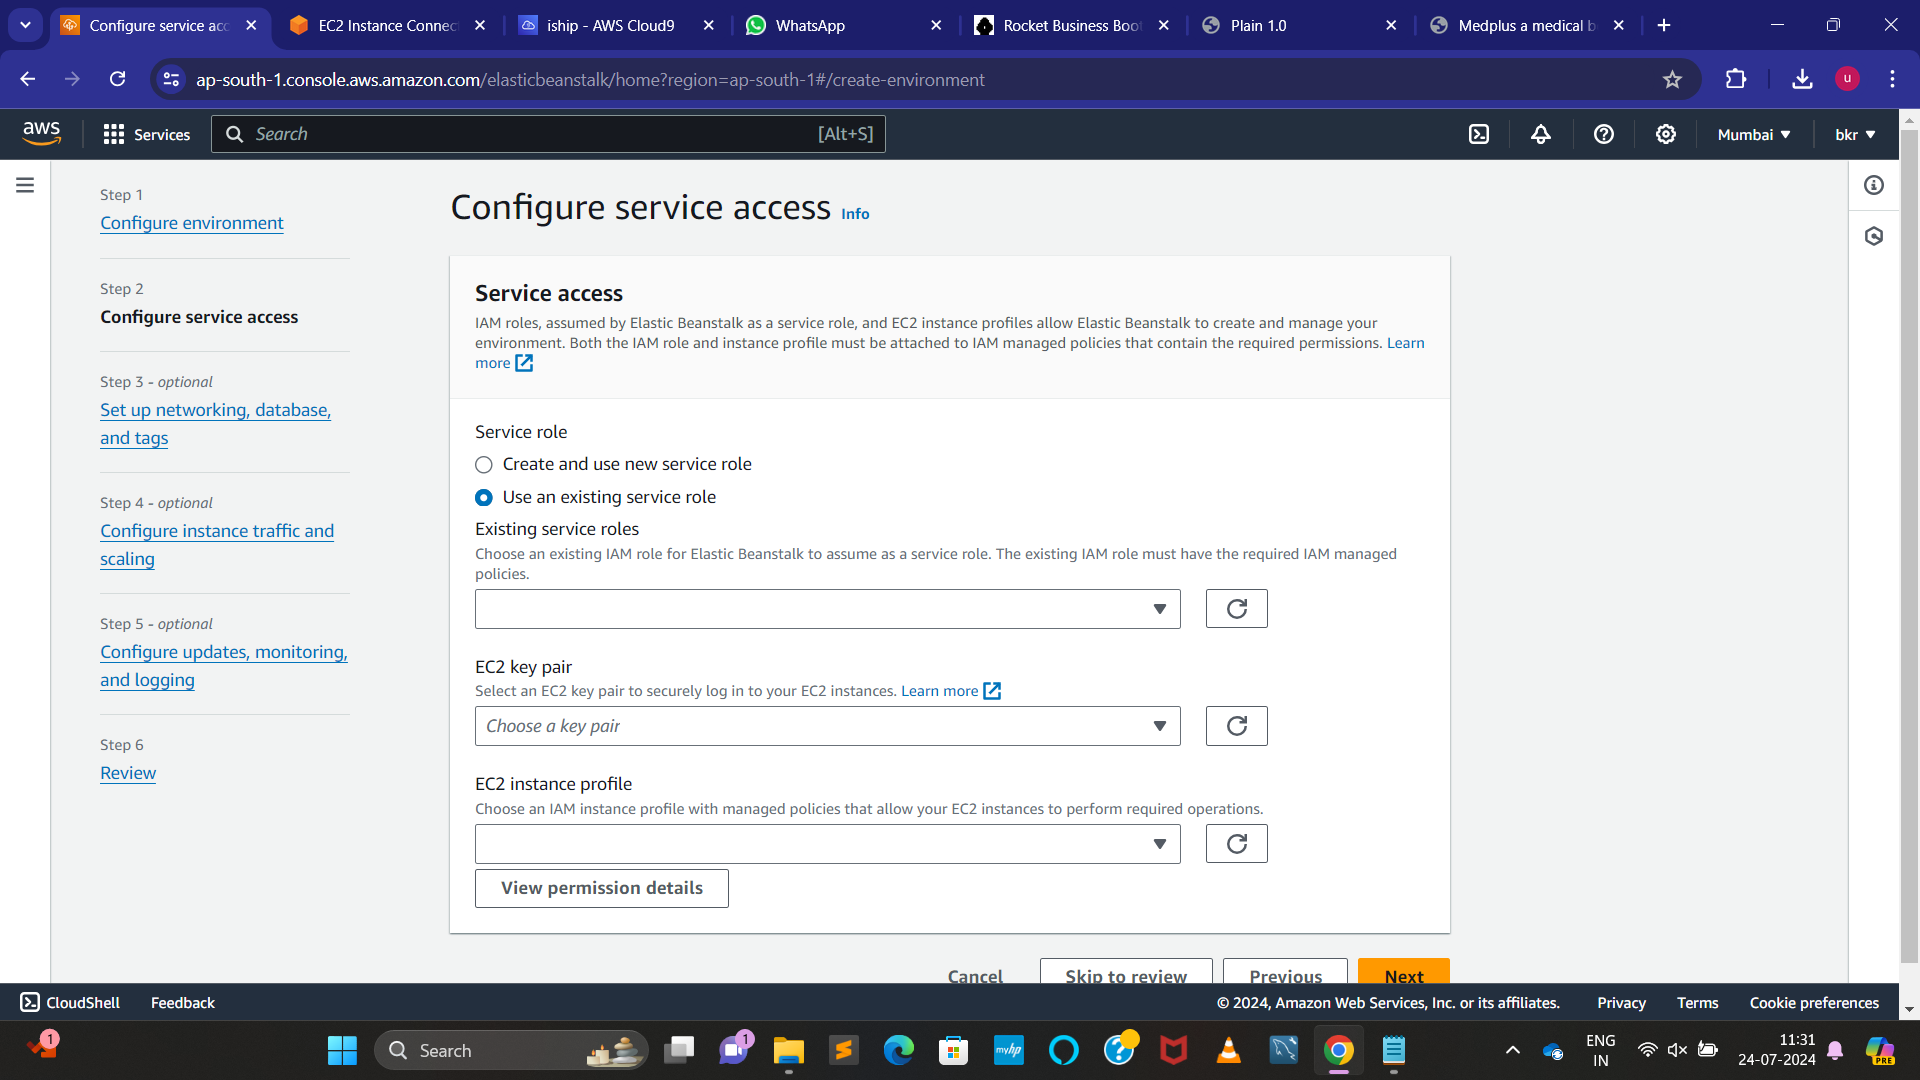 Configure service acc
EC2 Instance Connec
iship - AWS Cloud9
WhatsApp
Rocket Business Boo
Plain 1.0
Medplus a medical b
ap-south-1.console.aws.amazon.com/elasticbeanstalk/home?region=ap-south-1#/create-environment
u
aws
Services
Search
[Alt+S]
Mumbai
bkr
Step 1
Configure environment
Step 2
Configure service access
Step 3 - optional
Set up networking, database,
and tags
Step 4 - optional
Configure instance traffic and
scaling
Step 5 - optional
Configure updates, monitoring,
and logging
Step 6
Review
Configure service access Info
Service access
IAM roles, assumed by Elastic Beanstalk as a service role, and EC2 instance profiles allow Elastic Beanstalk to create and manage your
environment. Both the IAM role and instance profile must be attached to IAM managed policies that contain the required permissions. Learn
more
Service role
Create and use new service role
Use an existing service role
Existing service roles
Choose an existing IAM role for Elastic Beanstalk to assume as a service role. The existing IAM role must have the required IAM managed
policies.
EC2 key pair
Select an EC2 key pair to securely log in to your EC2 instances. Learn more
Choose a key pair
EC2 instance profile
Choose an IAM instance profile with managed policies that allow your EC2 instances to perform required operations.
View permission details
Cancel
Skip to review
Previous
Next
CloudShell
Feedback
© 2024, Amazon Web Services, Inc. or its affiliates.
Privacy
Terms
Cookie preferences
1
Search
1
myhp
ENG
IN
11:31
24-07-2024
PRE